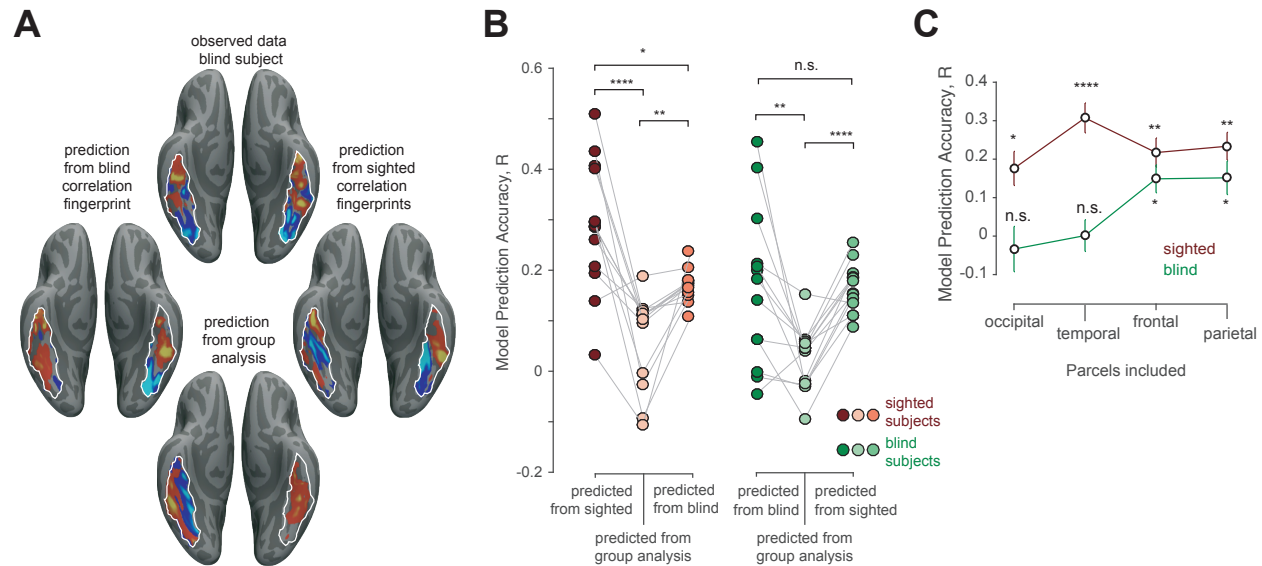 A
observed data
blind subject
prediction
from blind
correlation
fingerprint
prediction
from sighted
correlation
fingerprints
prediction
from group
analysis
B
Model Prediction Accuracy, R
0.6
0.4
0.2
0
-0.2
*
****
**
n.s.
**
****
sighted
subjects
blind
subjects
predicted
from sighted
predicted
from blind
predicted from
group analysis
predicted
from blind
predicted
from sighted
predicted from
group analysis
C
Model Prediction Accuracy, R
0.4
0.3
0.2
0.1
0
-0.1
*
****
**
**
n.s.
n.s.
*
*
sighted
blind
occipital
temporal
frontal
parietal
Parcels included